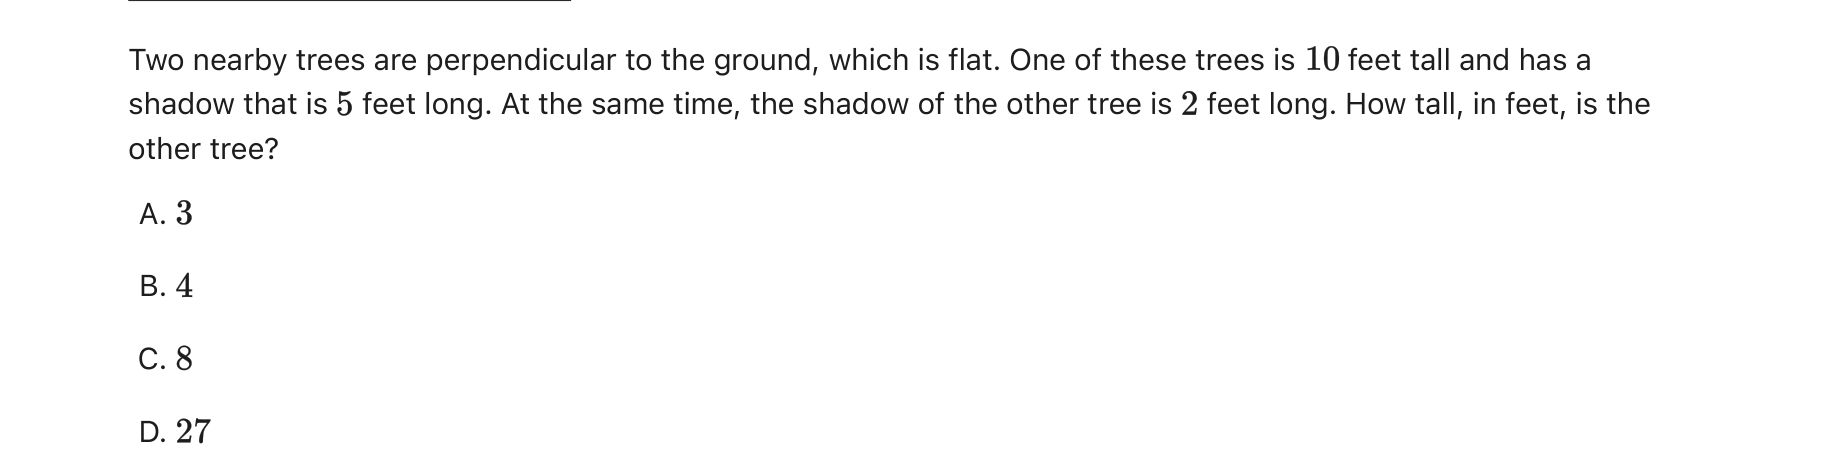 Two nearby trees are perpendicular to the ground, which is flat. One of these trees is 10 feet tall and has a
shadow that is 5 feet long. At the same time, the shadow of the other tree is 2 feet long. How tall, in feet, is the
other tree?
A. 3
B. 4
C. 8
D. 27